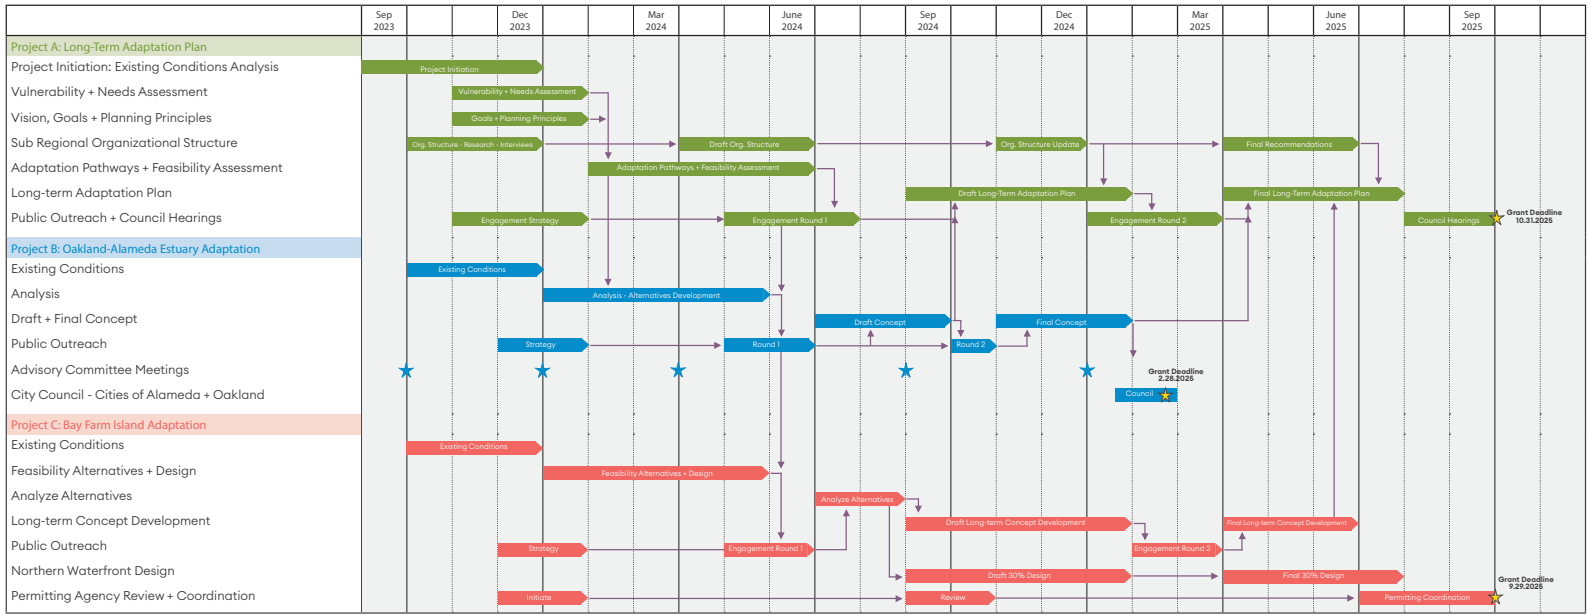 Sep
2023
Dec
2023
Mar
2024
June
2024
Sep
2024
Dec
2024
Mar
2025
June
2025
Sep
2025
Project A: Long-Term Adaptation Plan
Project Initiation: Existing Conditions Analysis
Project Initiation
Vulnerability + Needs Assessment
Vulnerability + Needs Assessment
Vision, Goals + Planning Principles
Goals + Planning Principles
Sub Regional Organizational Structure
Org. Structure - Research - Interviews
Draft Org. Structure
Org. Structure Update
Final Recommendations
Adaptation Pathways + Feasibility Assessment
Adaptation Pathways + Feasibility Assessment
Long-term Adaptation Plan
Draft Long-Term Adaptation Plan
Final Long-Term Adaptation Plan
Public Outreach + Council Hearings
Engagement Strategy
Engagement Round 1
Engagement Round 2
Council Hearings
Grant Deadline
10.31.2025
Project B: Oakland-Alameda Estuary Adaptation
Existing Conditions
Existing Conditions
Analysis
Analysis - Alternatives Development
Draft + Final Concept
Draft Concept
Final Concept
Public Outreach
Strategy
Round 1
Round 2
Advisory Committee Meetings
Grant Deadline
2.28.2025
City Council - Cities of Alameda + Oakland
Council
Project C: Bay Farm Island Adaptation
Existing Conditions
Existing Conditions
Feasibility Alternatives + Design
Feasibility Alternatives + Design
Analyze Alternatives
Analyze Alternatives
Long-term Concept Development
Draft Long-term Concept Development
Final Long-term Concept Development
Public Outreach
Strategy
Engagement Round 1
Engagement Round 2
Northern Waterfront Design
Draft 30% Design
Final 30% Design
Grant Deadline
9.29.2025
Permitting Agency Review + Coordination
Initiate
Review
Permitting Coordination